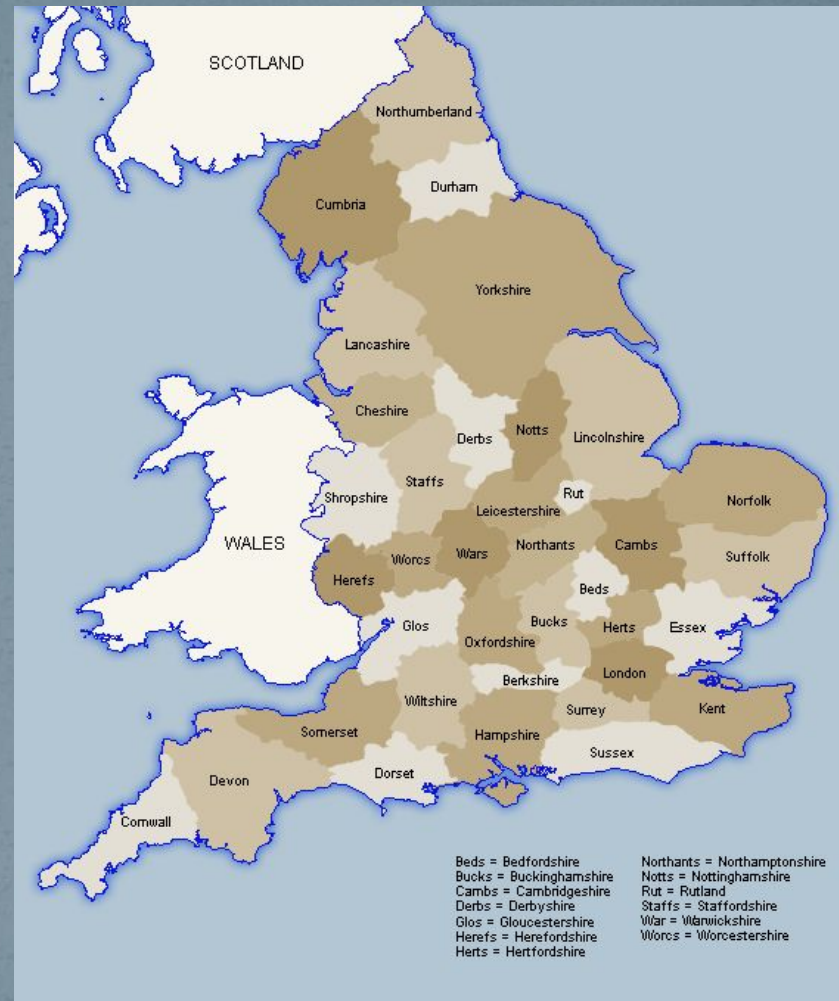 SCOTLAND
Northumberland
Durham
Cumbria
Yorkshire
Lancashire
Cheshire
Derbs
Notts
Lincolnshire
Staffs
Shropshire
Rut
Leicestershire
Norfolk
WALES
Herefs
Worcs
Wars
Northants
Cambs
Suffolk
Beds
Glos
Oxfordshire
Bucks
Herts
Essex
Berkshire
London
Wiltshire
Surrey
Kent
Somerset
Hampshire
Sussex
Devon
Dorset
Cornwall
Beds = Bedfordshire
Bucks = Buckinghamshire
Cambs = Cambridgeshire
Derbs = Derbyshire
Glos = Gloucestershire
Herefs = Herefordshire
Herts = Hertfordshire
Northants = Northamptonshire
Notts = Nottinghamshire
Rut = Rutland
Staffs = Staffordshire
War = Warwickshire
Worcs = Worcestershire